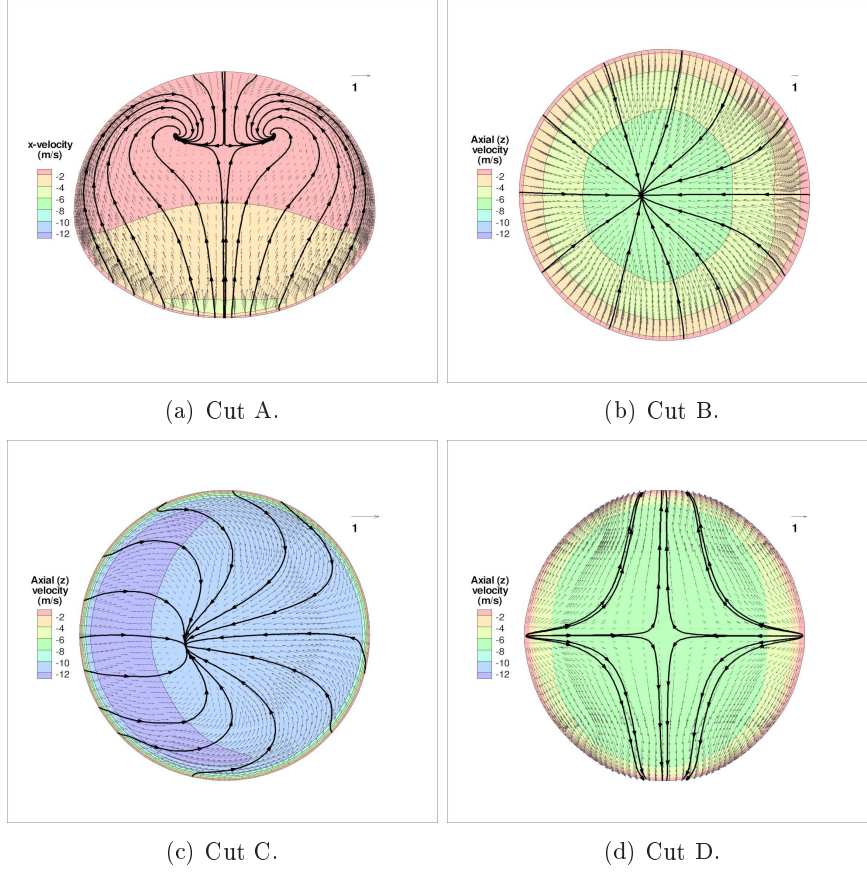 x-velocity
(m/s)
-2
-4
-6
-8
-10
-12
1
(a) Cut A.
Axial (z)
velocity
(m/s)
-2
-4
-6
-8
-10
-12
1
(b) Cut B.
Axial (z)
velocity
(m/s)
-2
-4
-6
-8
-10
-12
1
(c) Cut C.
Axial (z)
velocity
(m/s)
-2
-4
-6
-8
-10
-12
1
(d) Cut D.